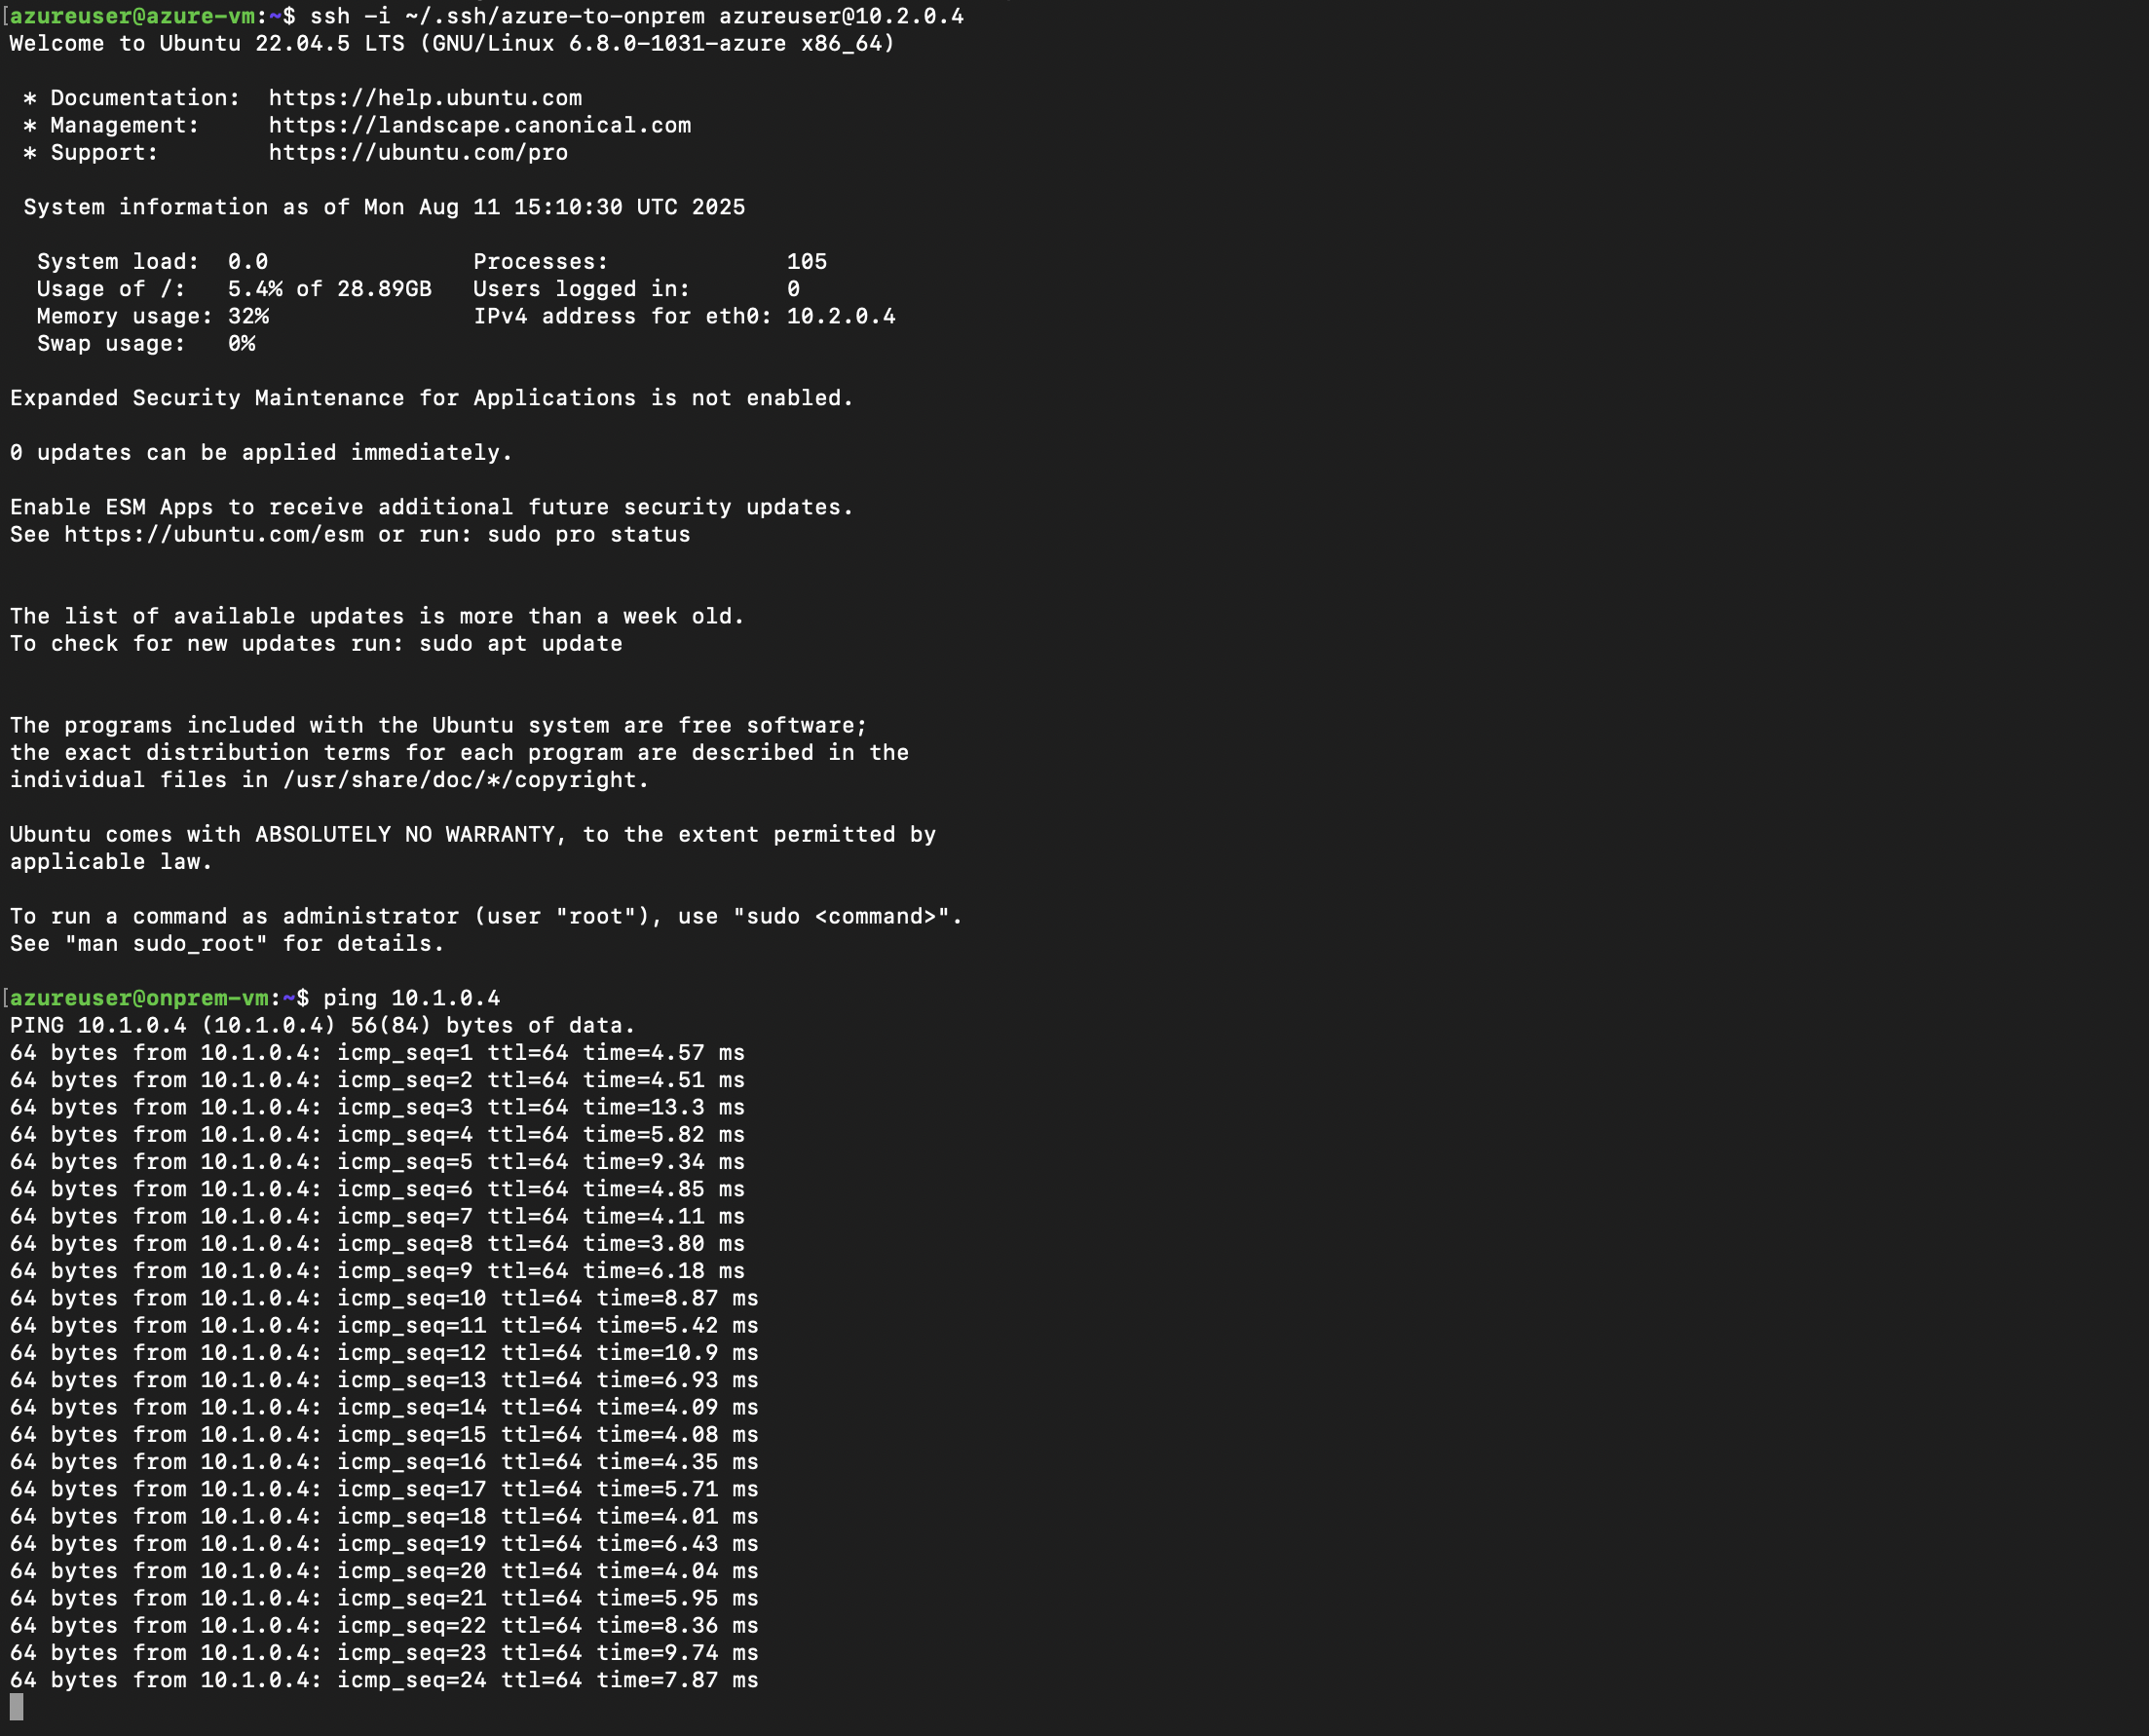 [azureuser@azure-vm:~$ ssh -i ~/.ssh/azure-to-onprem azureuser@10.2.0.4
Welcome to Ubuntu 22.04.5 LTS (GNU/Linux 6.8.0-1031-azure x86_64)
* Documentation:  https://help.ubuntu.com
* Management:     https://landscape.canonical.com
* Support:        https://ubuntu.com/pro
System information as of Mon Aug 11 15:10:30 UTC 2025
System load:  0.0               Processes:             105
Usage of /:   5.4% of 28.89GB   Users logged in:       0
Memory usage: 32%               IPv4 address for eth0: 10.2.0.4
Swap usage:   0%
Expanded Security Maintenance for Applications is not enabled.
0 updates can be applied immediately.
Enable ESM Apps to receive additional future security updates.
See https://ubuntu.com/esm or run: sudo pro status
The list of available updates is more than a week old.
To check for new updates run: sudo apt update
The programs included with the Ubuntu system are free software;
the exact distribution terms for each program are described in the
individual files in /usr/share/doc/*/copyright.
Ubuntu comes with ABSOLUTELY NO WARRANTY, to the extent permitted by
applicable law.
To run a command as administrator (user "root"), use "sudo <command>".
See "man sudo_root" for details.
[azureuser@onprem-vm:~$ ping 10.1.0.4
PING 10.1.0.4 (10.1.0.4) 56(84) bytes of data.
64 bytes from 10.1.0.4: icmp_seq=1 ttl=64 time=4.57 ms
64 bytes from 10.1.0.4: icmp_seq=2 ttl=64 time=4.51 ms
64 bytes from 10.1.0.4: icmp_seq=3 ttl=64 time=13.3 ms
64 bytes from 10.1.0.4: icmp_seq=4 ttl=64 time=5.82 ms
64 bytes from 10.1.0.4: icmp_seq=5 ttl=64 time=9.34 ms
64 bytes from 10.1.0.4: icmp_seq=6 ttl=64 time=4.85 ms
64 bytes from 10.1.0.4: icmp_seq=7 ttl=64 time=4.11 ms
64 bytes from 10.1.0.4: icmp_seq=8 ttl=64 time=3.80 ms
64 bytes from 10.1.0.4: icmp_seq=9 ttl=64 time=6.18 ms
64 bytes from 10.1.0.4: icmp_seq=10 ttl=64 time=8.87 ms
64 bytes from 10.1.0.4: icmp_seq=11 ttl=64 time=5.42 ms
64 bytes from 10.1.0.4: icmp_seq=12 ttl=64 time=10.9 ms
64 bytes from 10.1.0.4: icmp_seq=13 ttl=64 time=6.93 ms
64 bytes from 10.1.0.4: icmp_seq=14 ttl=64 time=4.09 ms
64 bytes from 10.1.0.4: icmp_seq=15 ttl=64 time=4.08 ms
64 bytes from 10.1.0.4: icmp_seq=16 ttl=64 time=4.35 ms
64 bytes from 10.1.0.4: icmp_seq=17 ttl=64 time=5.71 ms
64 bytes from 10.1.0.4: icmp_seq=18 ttl=64 time=4.01 ms
64 bytes from 10.1.0.4: icmp_seq=19 ttl=64 time=6.43 ms
64 bytes from 10.1.0.4: icmp_seq=20 ttl=64 time=4.04 ms
64 bytes from 10.1.0.4: icmp_seq=21 ttl=64 time=5.95 ms
64 bytes from 10.1.0.4: icmp_seq=22 ttl=64 time=8.36 ms
64 bytes from 10.1.0.4: icmp_seq=23 ttl=64 time=9.74 ms
64 bytes from 10.1.0.4: icmp_seq=24 ttl=64 time=7.87 ms